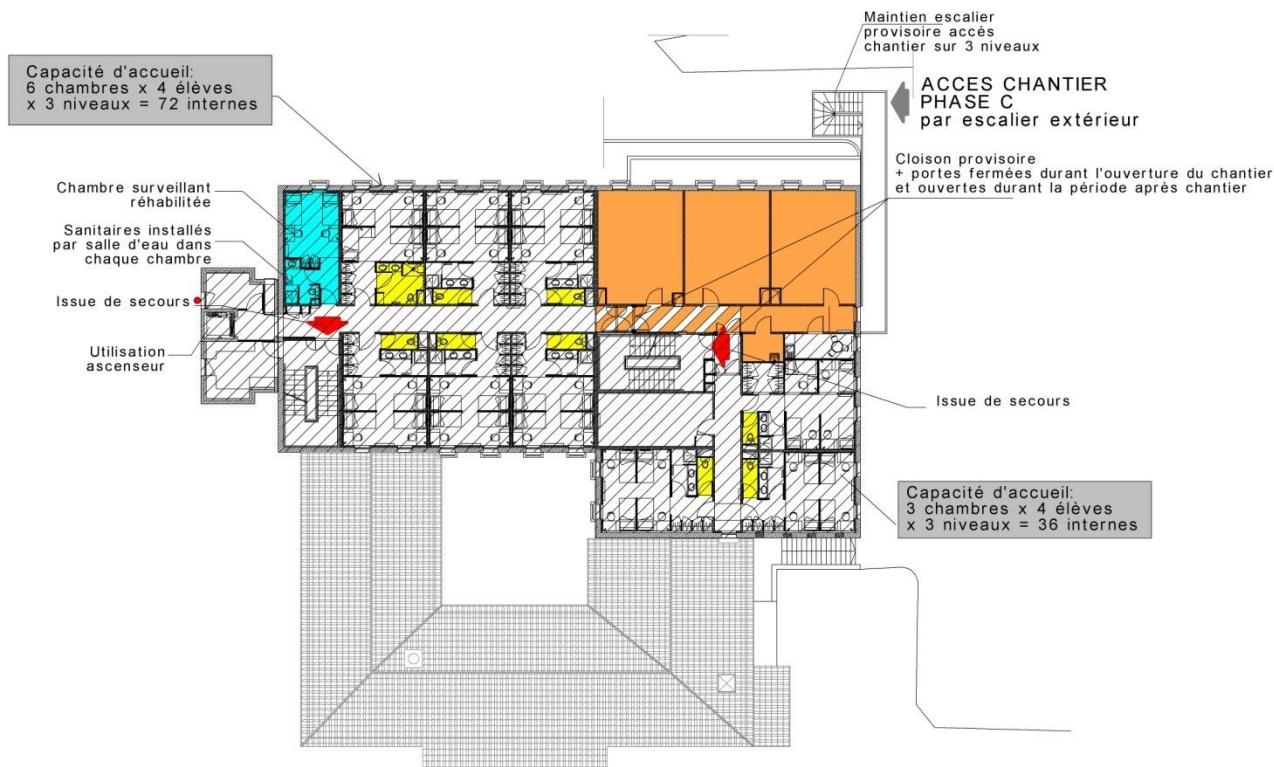 Maintien escalier
provisoire accès
chantier sur 3 niveaux
Capacité d'accueil:
6 chambres x 4 élèves
x 3 niveaux = 72 internes
ACCES CHANTIER
PHASE C
par escalier extérieur
Cloison provisoire
+ portes fermées durant l'ouverture du chantier
et ouvertes durant la période après chantier
Chambre surveillant
réhabilitée
Sanitaires installés
par salle d'eau dans
chaque chambre
Issue de secours
Utilisation
ascenseur
Issue de secours
Capacité d'accueil:
3 chambres x 4 élèves
x 3 niveaux = 36 internes